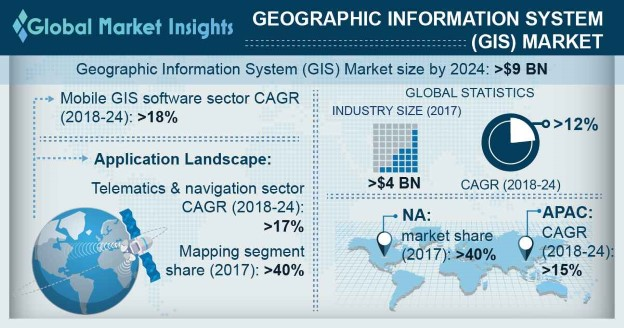 Global Market Insights
GEOGRAPHIC INFORMATION SYSTEM
(GIS) MARKET
Geographic Information System (GIS) Market size by 2024: >$9 BN
Mobile GIS software sector CAGR
(2018-24): >18%
Application Landscape:
Telematics & navigation sector
CAGR (2018-24):
>17%
Mapping segment
share (2017): >40%
GLOBAL STATISTICS
INDUSTRY SIZE (2017)
>$4 BN
>12%
CAGR (2018-24)
NA:
market share
(2017): >40%
APAC:
CAGR
(2018-24):
>15%